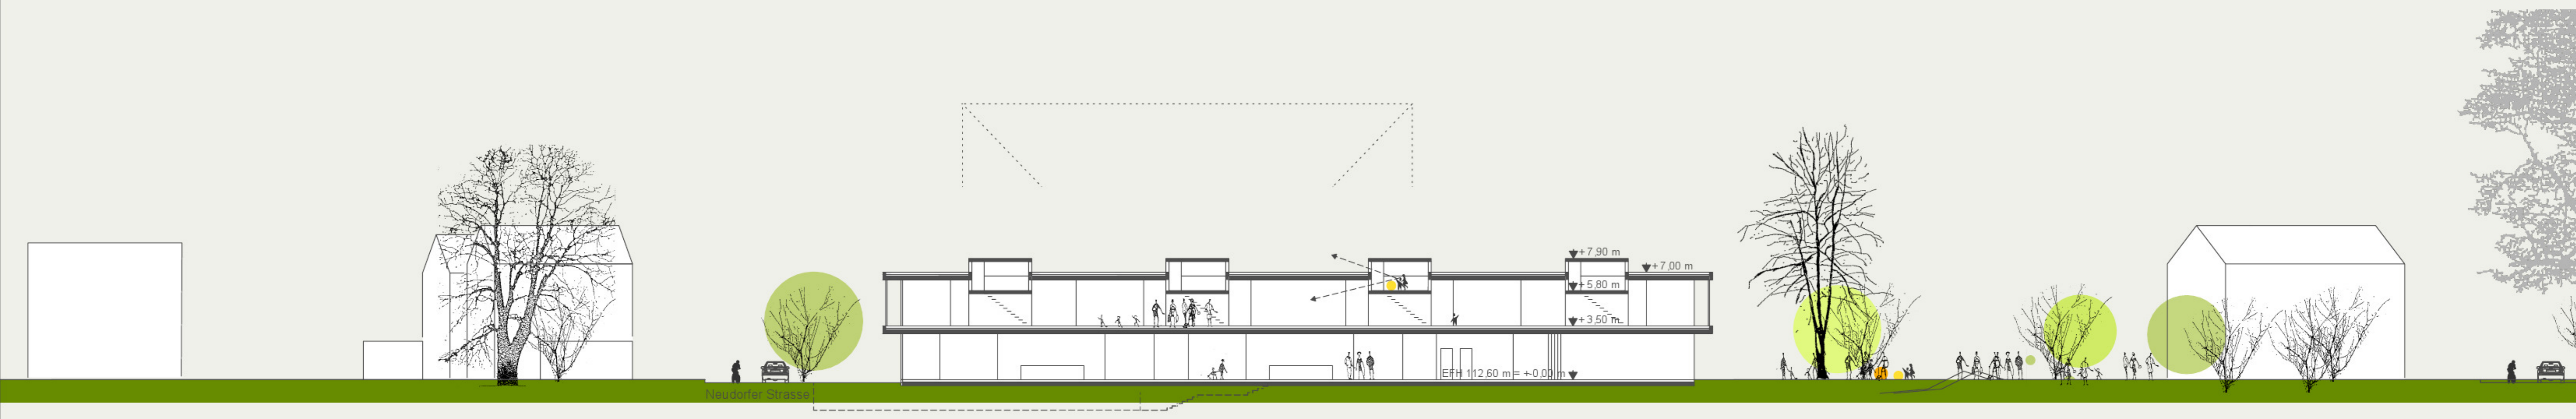 +7,90 m
+7,00 m
+5,80 m
+3,50 m
EFH 112,60 m = +-0,00 m
Neudorfer Strasse